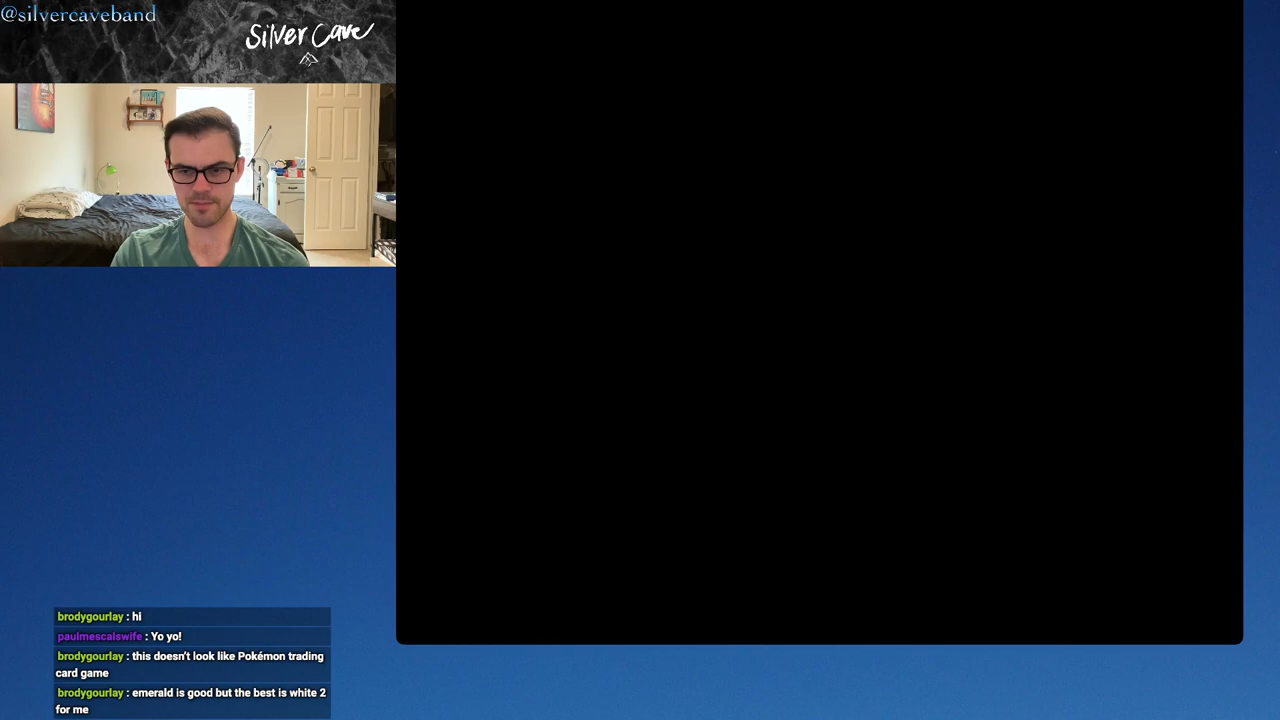 @silvercaveband
Silver Cave
brodygourlay : hi
paulmescalswife : Yo yo!
brodygourlay : this doesn’t look like Pokémon trading
card game
brodygourlay : emerald is good but the best is white 2
for me